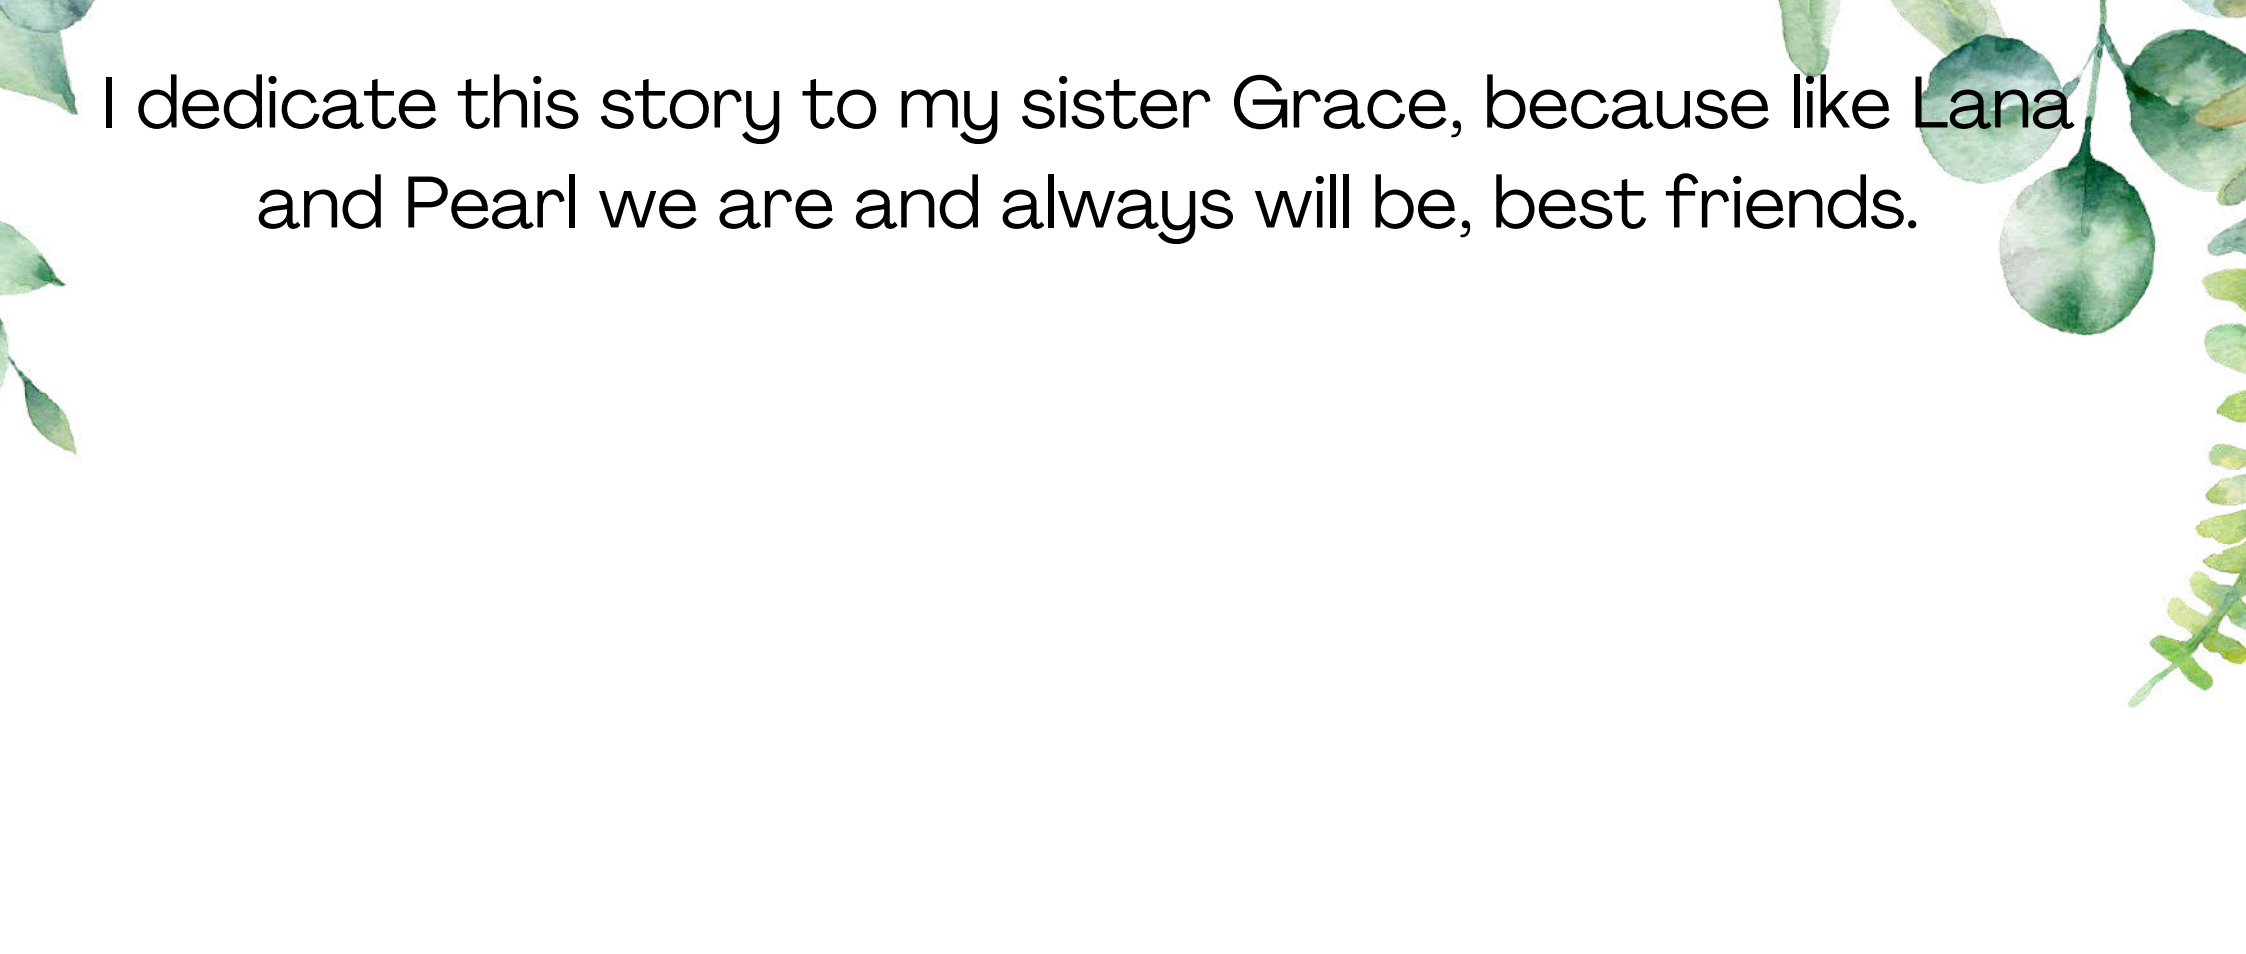 I dedicate this story to my sister Grace, because like Lana
and Pearl we are and always will be, best friends.